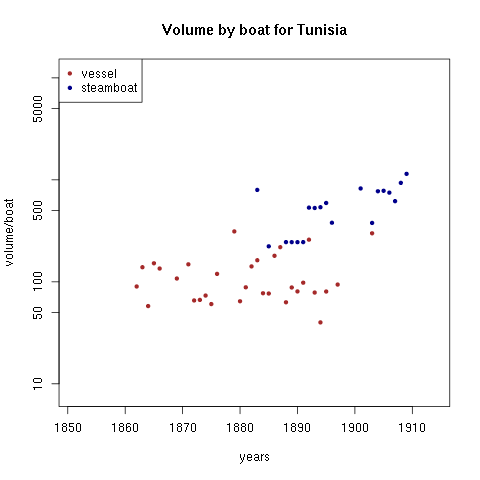 Volume by boat for Tunisia
vessel
steamboat
volume/boat
5000
500
100
50
10
1850 1860 1870 1880 1890 1900 1910
years